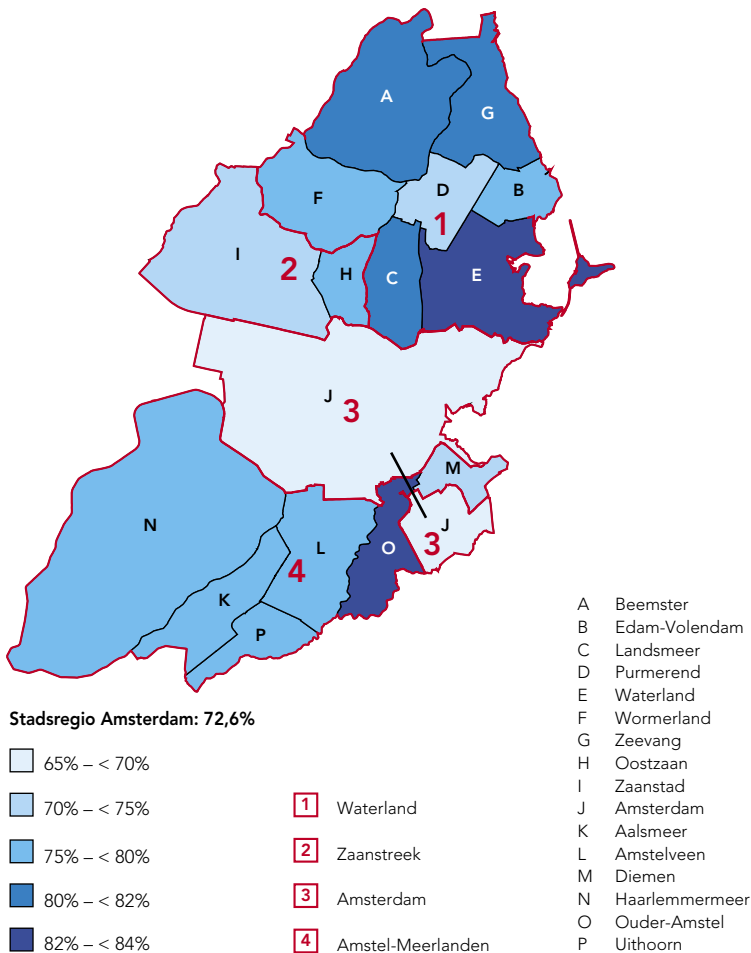 A
G
D
B
F
1
I
2
H
C
E
J
3
M
N
J
L
O
3
4
K
P
Stadsregio Amsterdam: 72,6%
65% – < 70%
70% – < 75%
75% – < 80%
80% – < 82%
82% – < 84%
1 Waterland
2 Zaanstreek
3 Amsterdam
4 Amstel-Meerlanden
A Beemster
B Edam-Volendam
C Landsmeer
D Purmerend
E Waterland
F Wormerland
G Zeevang
H Oostzaan
I Zaanstad
J Amsterdam
K Aalsmeer
L Amstelveen
M Diemen
N Haarlemmermeer
O Ouder-Amstel
P Uithoorn